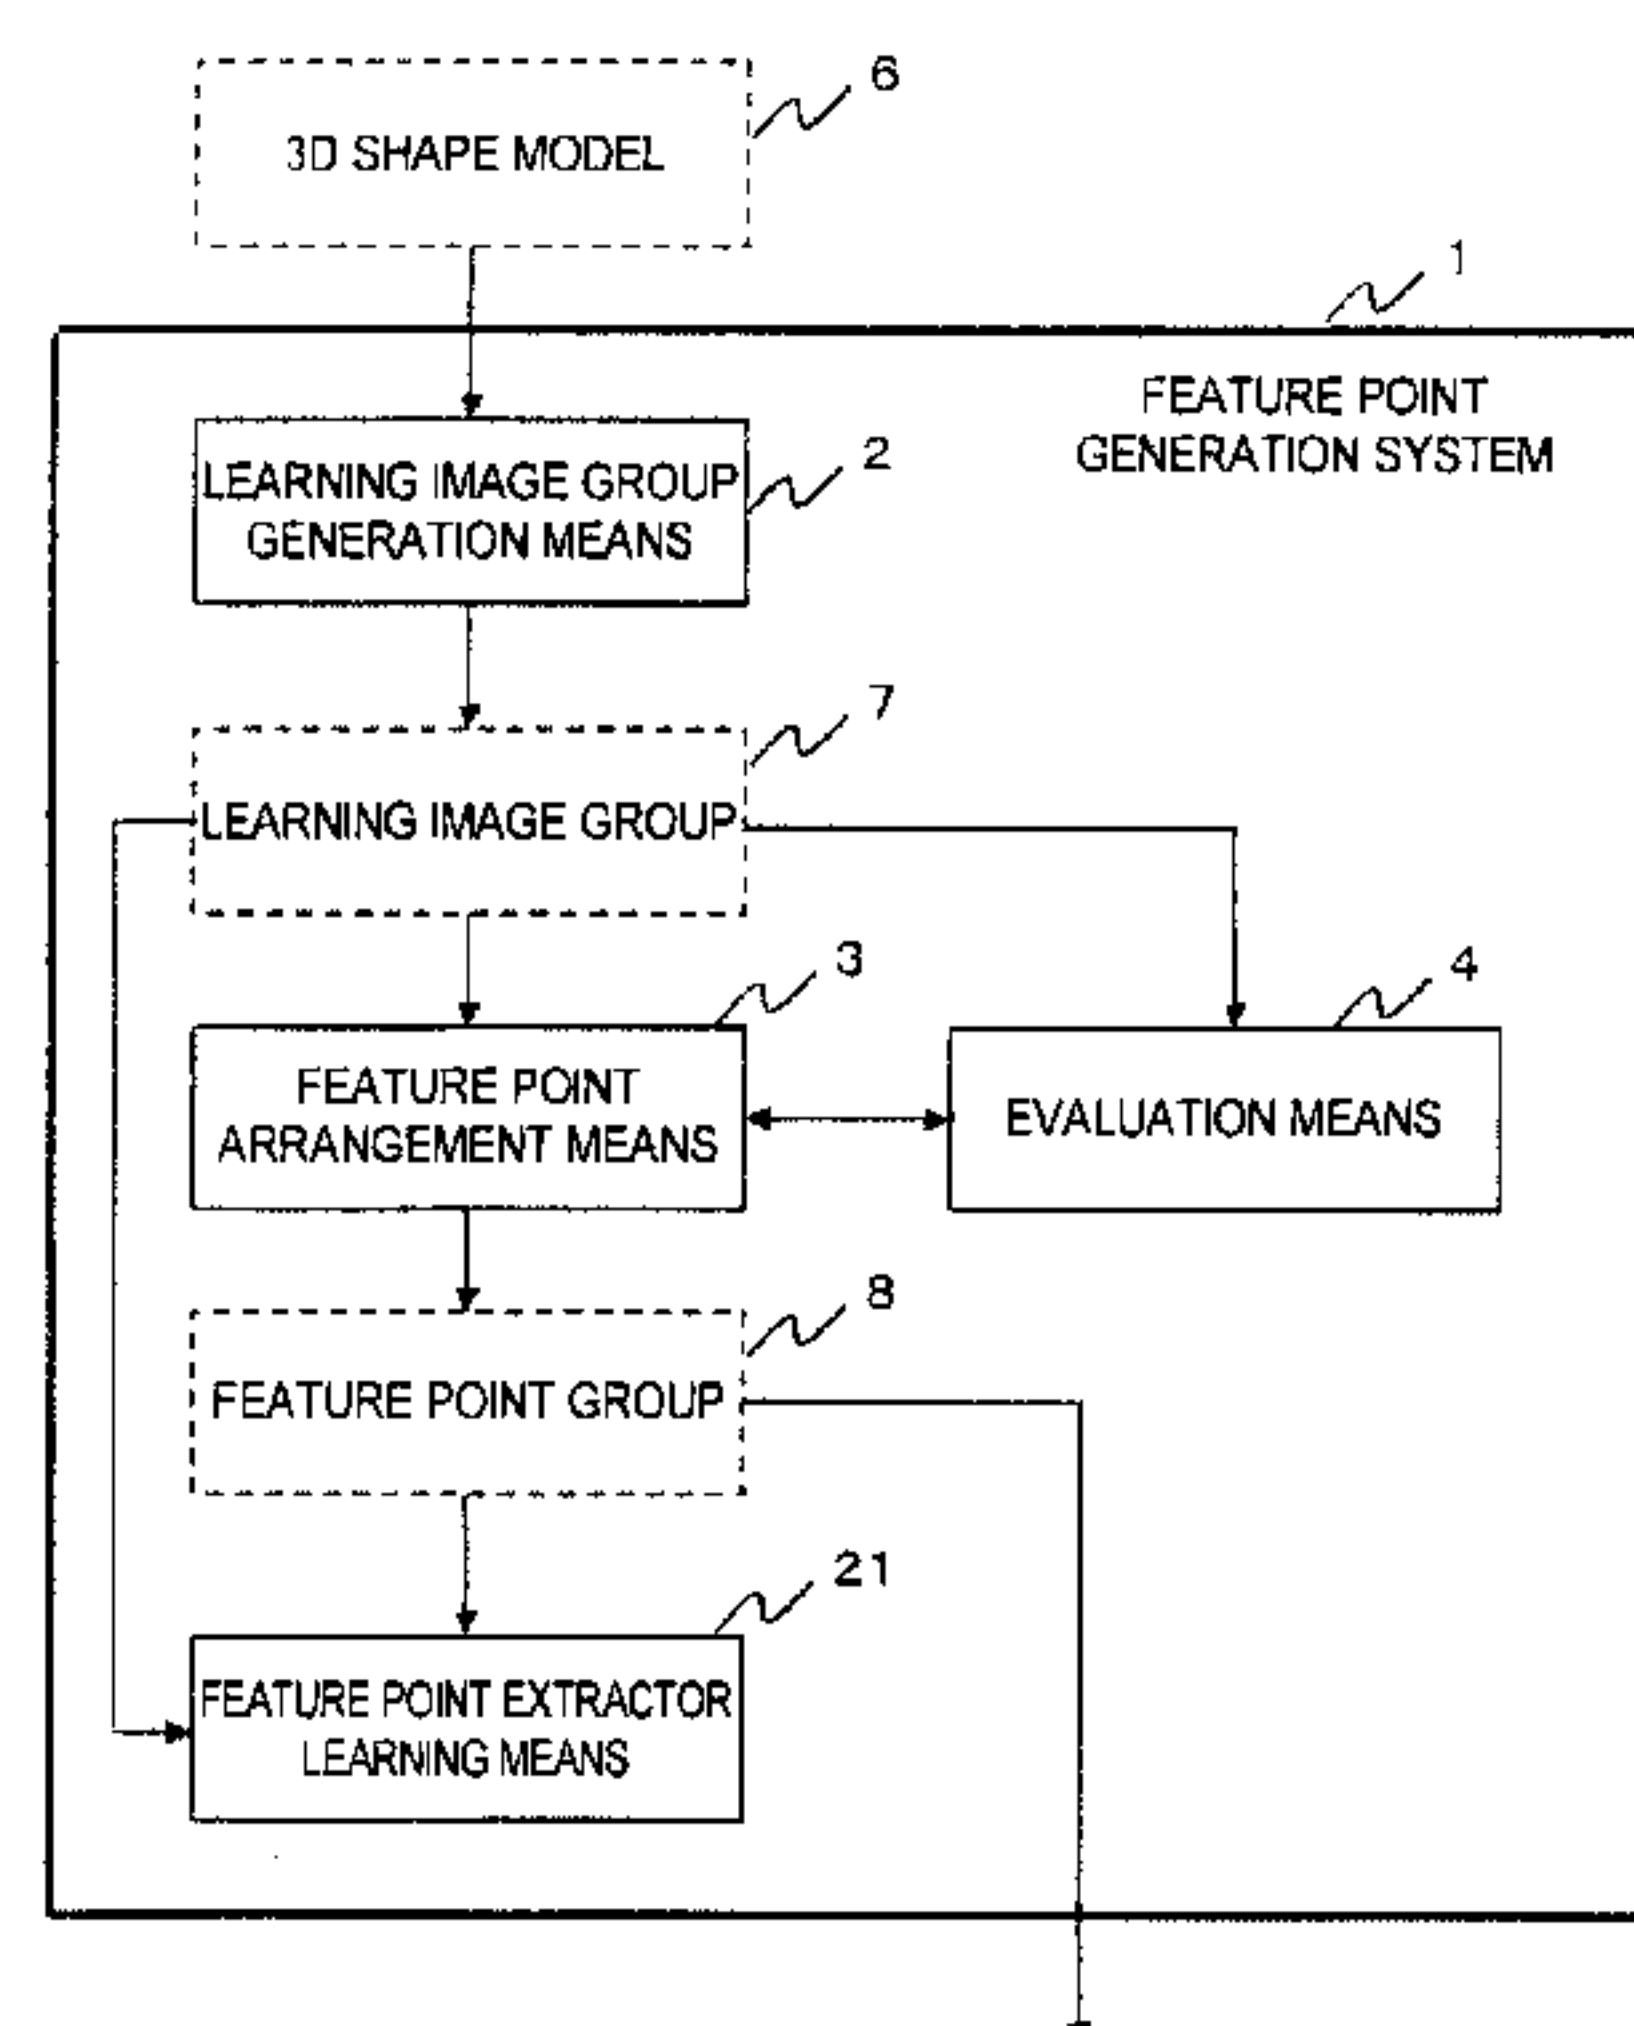 6
3D SHAPE MODEL
1
FEATURE POINT
GENERATION SYSTEM
2
LEARNING IMAGE GROUP
GENERATION MEANS
7
LEARNING IMAGE GROUP
3
4
FEATURE POINT
ARRANGEMENT MEANS
EVALUATION MEANS
8
FEATURE POINT GROUP
21
FEATURE POINT EXTRACTOR
LEARNING MEANS